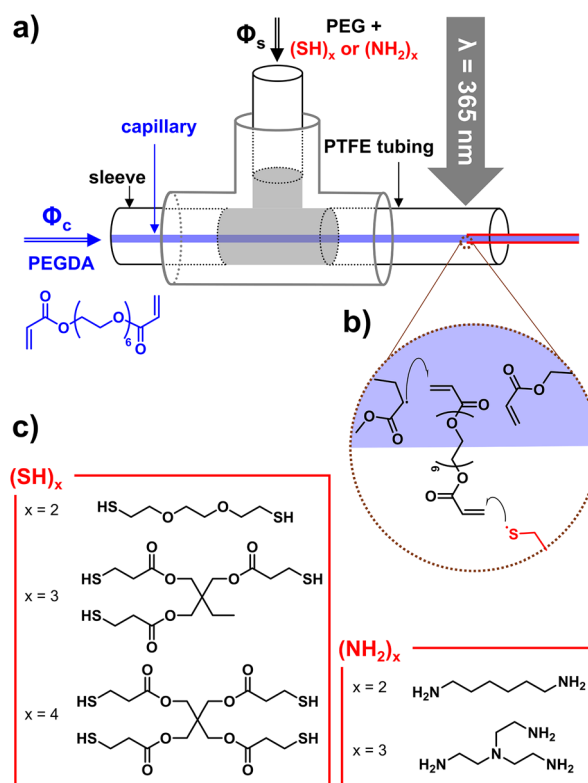 a)
Φs
PEG +
(SH)x or (NH2)x
λ = 365 nm
capillary
PTFE tubing
sleeve
Φc
PEGDA
O
O
O
O
6
b)
O
O
O
O
O
O
9
O
O
·S
c)
(SH)x
x = 2
HS
O
O
SH
x = 3
O
O
HS
O
O
SH
HS
O
O
x = 4
O
O
HS
O
O
SH
HS
O
O
SH
O
O
(NH2)x
x = 2
H2N
NH2
x = 3
NH2
H2N
N
NH2